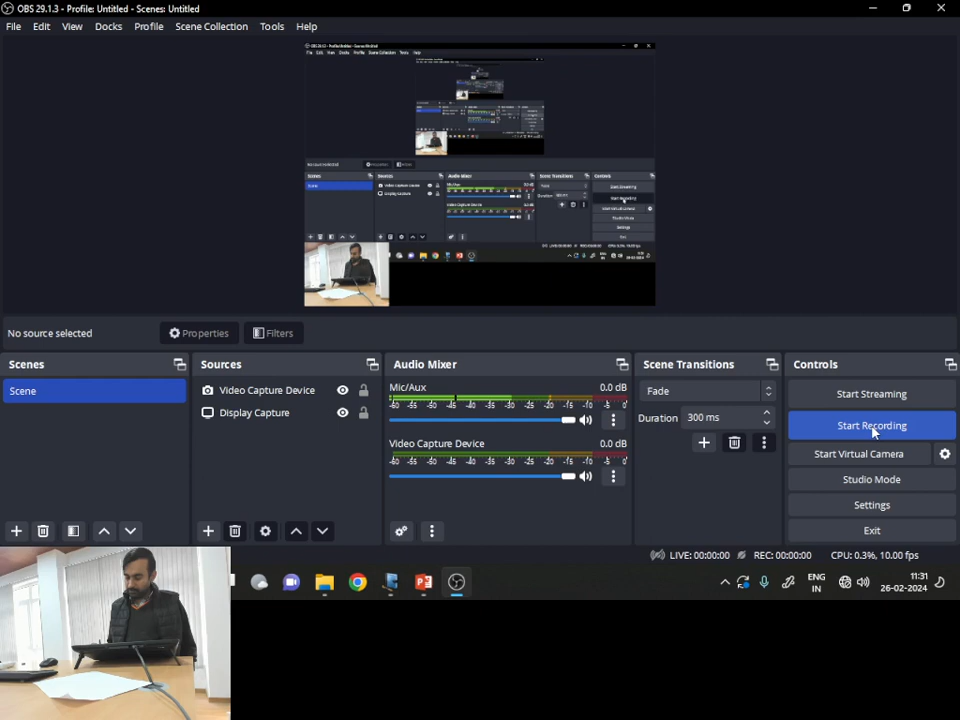 OBS 29.1.3 - Profile: Untitled - Scenes: Untitled
File Edit View Docks Profile Scene Collection Tools Help
No source selected Properties Filters
Scenes Sources Audio Mixer Scene Transitions Controls
Scene
Video Capture Device
Display Capture
Mic/Aux 0.0 dB
-60 -55 -50 -45 -40 -35 -30 -25 -20 -15 -10 -5 0
Video Capture Device 0.0 dB
-60 -55 -50 -45 -40 -35 -30 -25 -20 -15 -10 -5 0
Fade
Duration 300 ms
Start Streaming
Start Recording
Start Virtual Camera
Studio Mode
Settings
Exit
LIVE: 00:00:00 REC: 00:00:00 CPU: 0.3%, 10.00 fps
ENG
IN
11:31
26-02-2024